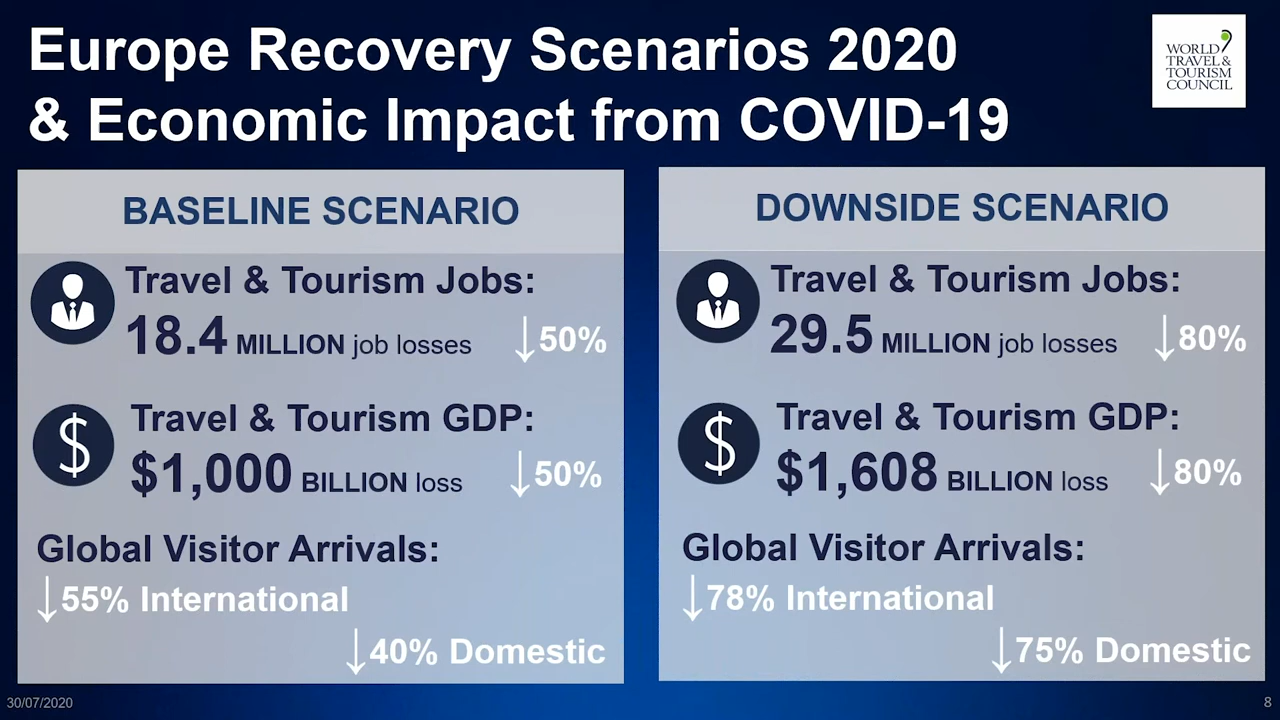 Europe Recovery Scenarios 2020
& Economic Impact from COVID-19
WORLD
TRAVEL &
TOURISM
COUNCIL
BASELINE SCENARIO
Travel & Tourism Jobs:
18.4 MILLION job losses ↓50%
$
Travel & Tourism GDP:
$1,000 BILLION loss ↓50%
Global Visitor Arrivals:
↓55% International
↓40% Domestic
DOWNSIDE SCENARIO
Travel & Tourism Jobs:
29.5 MILLION job losses ↓80%
$
Travel & Tourism GDP:
$1,608 BILLION loss ↓80%
Global Visitor Arrivals:
↓78% International
↓75% Domestic
30/07/2020
8